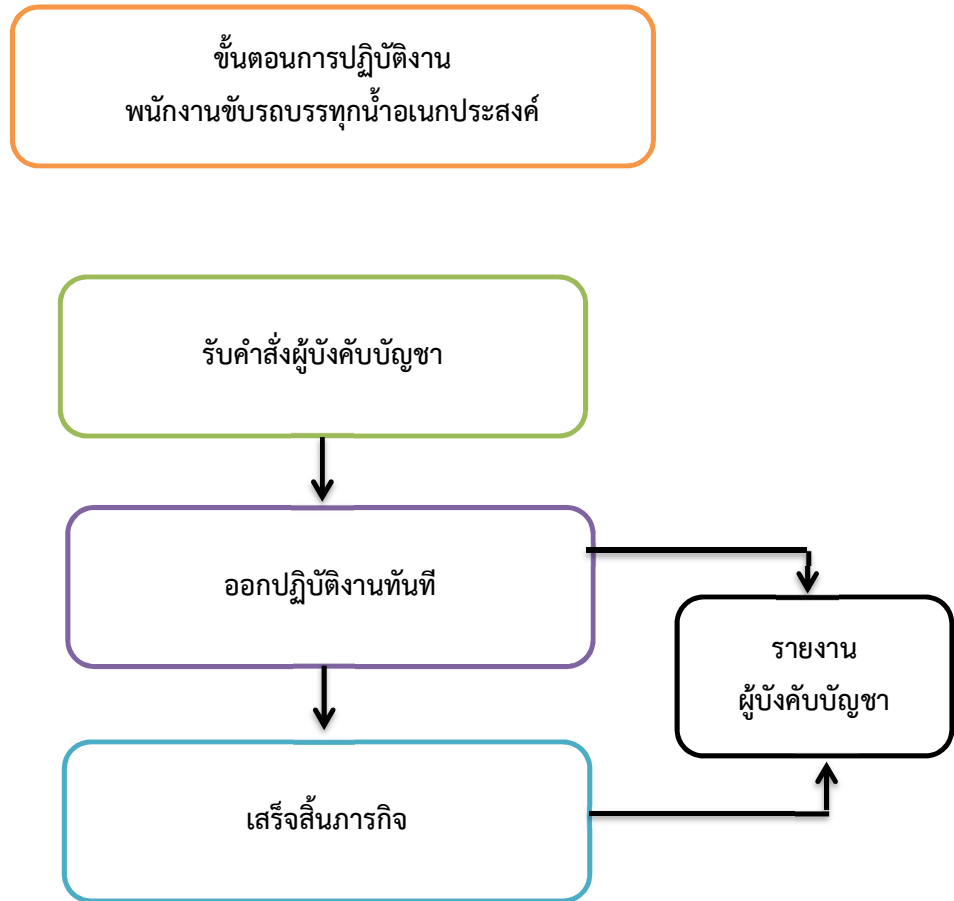 ขั้นตอนการปฏิบัติงาน
พนักงานขับรถบรรทุกน้ำอเนกประสงค์
รับคำสั่งผู้บังคับบัญชา
ออกปฏิบัติงานทันที
รายงาน
ผู้บังคับบัญชา
เสร็จสิ้นภารกิจ